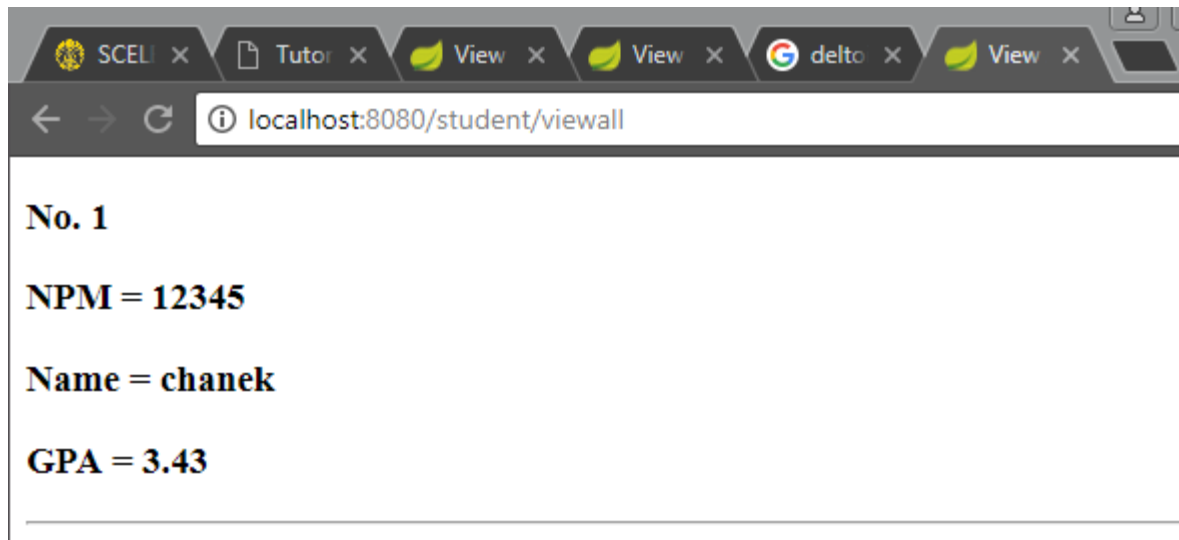 SCEL Tutor View View delto View
localhost:8080/student/viewall
No. 1
NPM = 12345
Name = chanek
GPA = 3.43